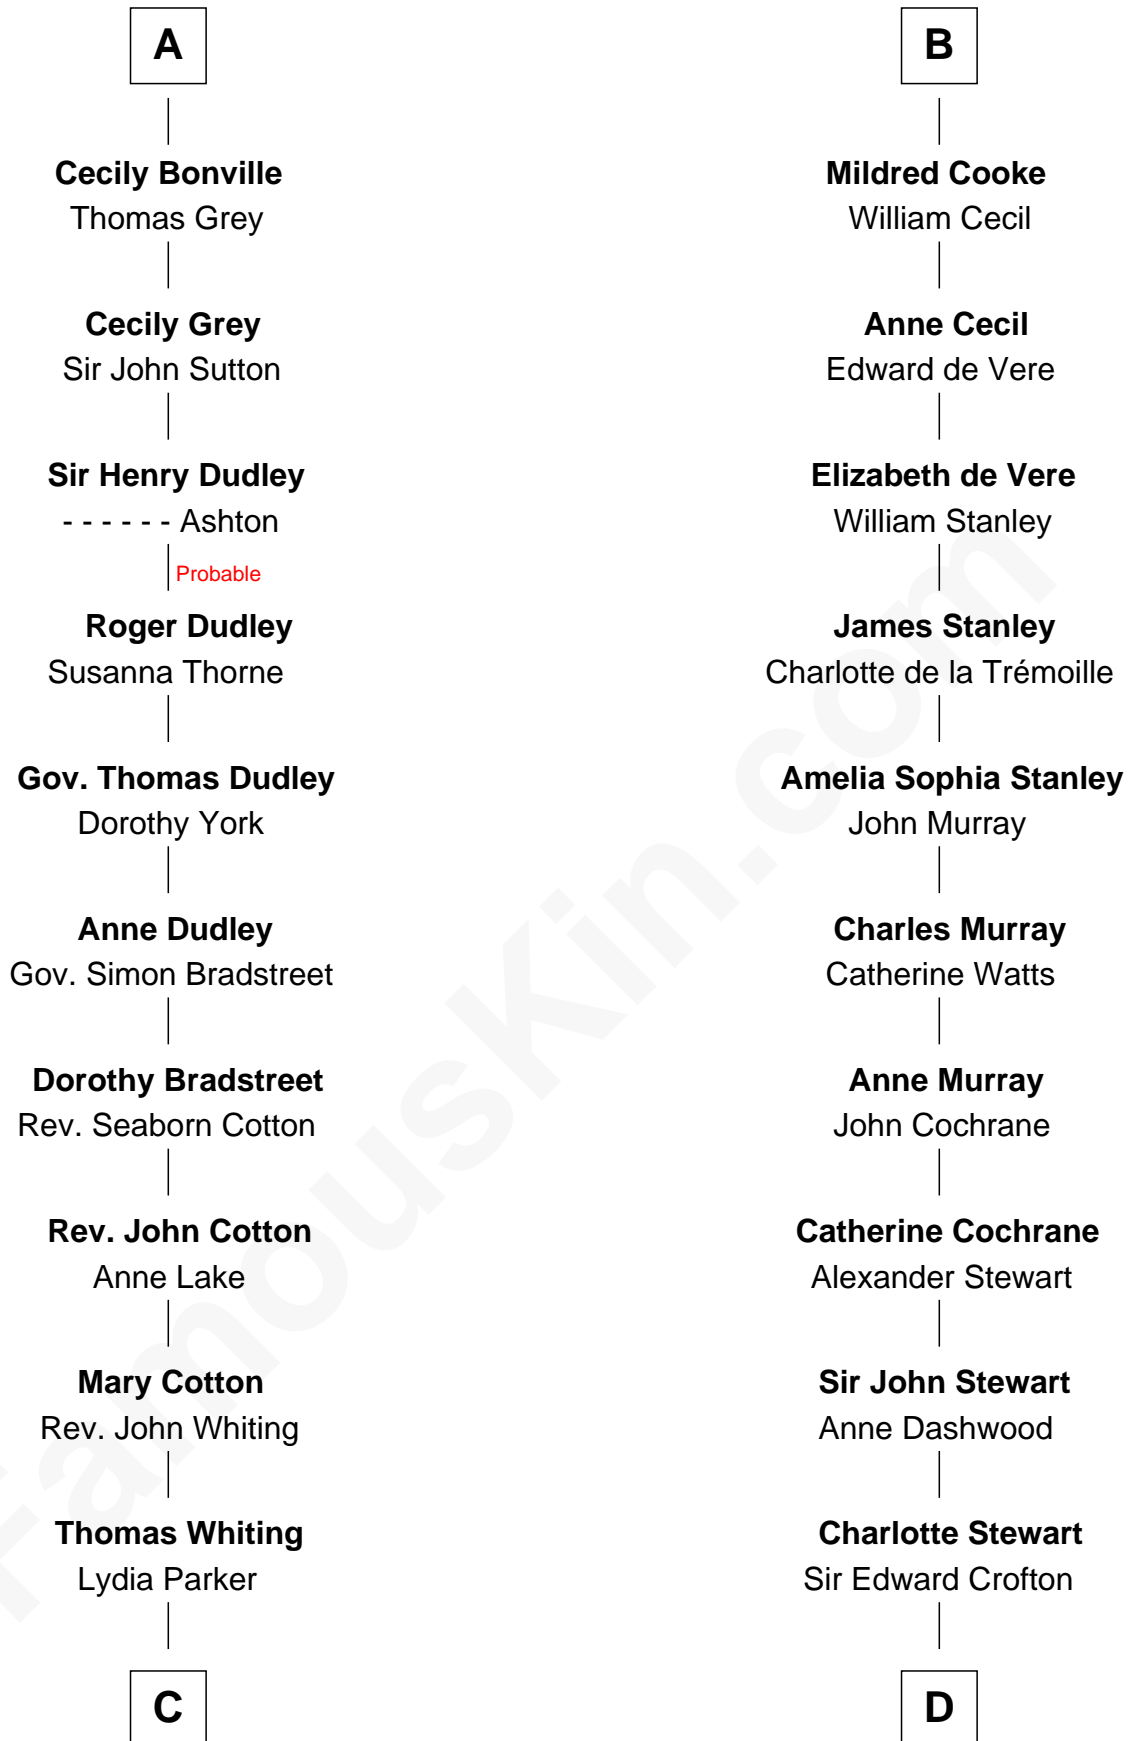 A
Cecily Bonville
Thomas Grey
Cecily Grey
Sir John Sutton
Sir Henry Dudley
- - - - - - Ashton
Probable
Roger Dudley
Susanna Thorne
Gov. Thomas Dudley
Dorothy York
Anne Dudley
Gov. Simon Bradstreet
Dorothy Bradstreet
Rev. Seaborn Cotton
Rev. John Cotton
Anne Lake
Mary Cotton
Rev. John Whiting
Thomas Whiting
Lydia Parker
C
B
Mildred Cooke
William Cecil
Anne Cecil
Edward de Vere
Elizabeth de Vere
William Stanley
James Stanley
Charlotte de la Trémoille
Amelia Sophia Stanley
John Murray
Charles Murray
Catherine Watts
Anne Murray
John Cochrane
Catherine Cochrane
Alexander Stewart
Sir John Stewart
Anne Dashwood
Charlotte Stewart
Sir Edward Crofton
D
FamousKin.com